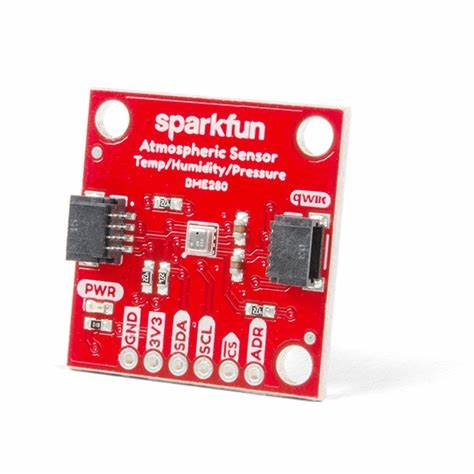 sparkfun
Atmospheric Sensor
Temp/Humidity/Pressure
BME280
qwiic
PWR
GND
3V3
SDA
SCL
CS
ADR